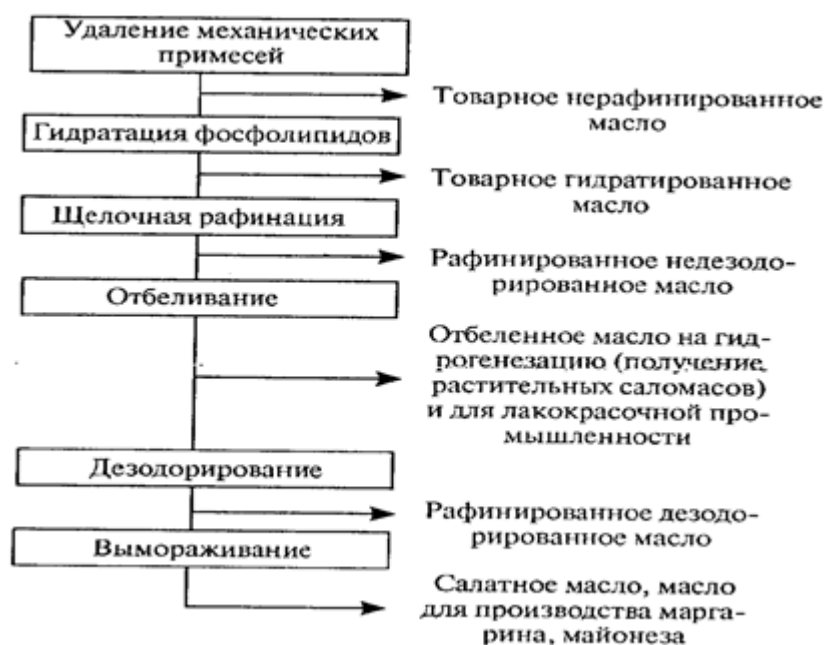 Удаление механических
примесей
Товарное нерафинированное
масло
Гидратация фосфолипидов
Товарное гидратированное
масло
Щелочная рафинация
Рафинированное недезодо-
рированное масло
Отбеливание
Отбеленное масло на гид-
рогенезацию (получение
растительных саломасов)
и для лакокрасочной про-
мышленности
Дезодорирование
Рафинированное дезодо-
рированное масло
Вымораживание
Салатное масло, масло
для производства марга-
рина, майонеза